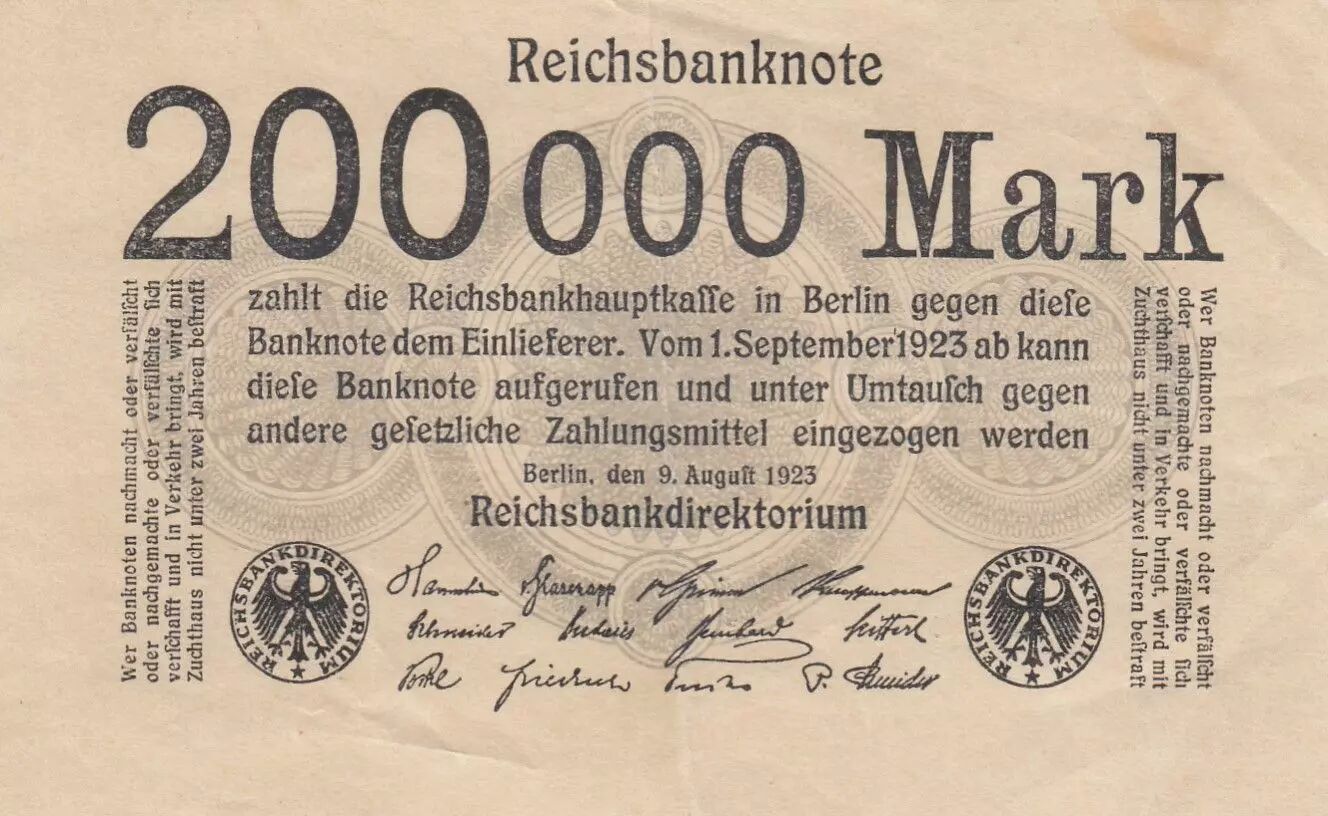 Reichsbanknote
200000 Mark
zahlt die Reichsbankhauptkaſſe in Berlin gegen dieſe
Banknote dem Einlieferer. Vom 1. September 1923 ab kann
dieſe Banknote aufgerufen und unter Umtauſch gegen
andere geſetzliche Zahlungsmittel eingezogen werden
Berlin, den 9. Auguſt 1923
Reichsbankdirektorium
Wer Banknoten nachmacht oder verfälſcht
oder nachgemachte oder verfälſchte ſich
verſchafft und in Verkehr bringt, wird mit
Zuchthaus nicht unter zwei Jahren beſtraft
Wer Banknoten nachmacht oder verfälſcht
oder nachgemachte oder verfälſchte ſich
verſchafft und in Verkehr bringt, wird mit
Zuchthaus nicht unter zwei Jahren beſtraft
REICHSBANKDIREKTORIUM
v. Glasenapp
Schneider
Friedrich
P. Schneider
REICHSBANKDIREKTORIUM